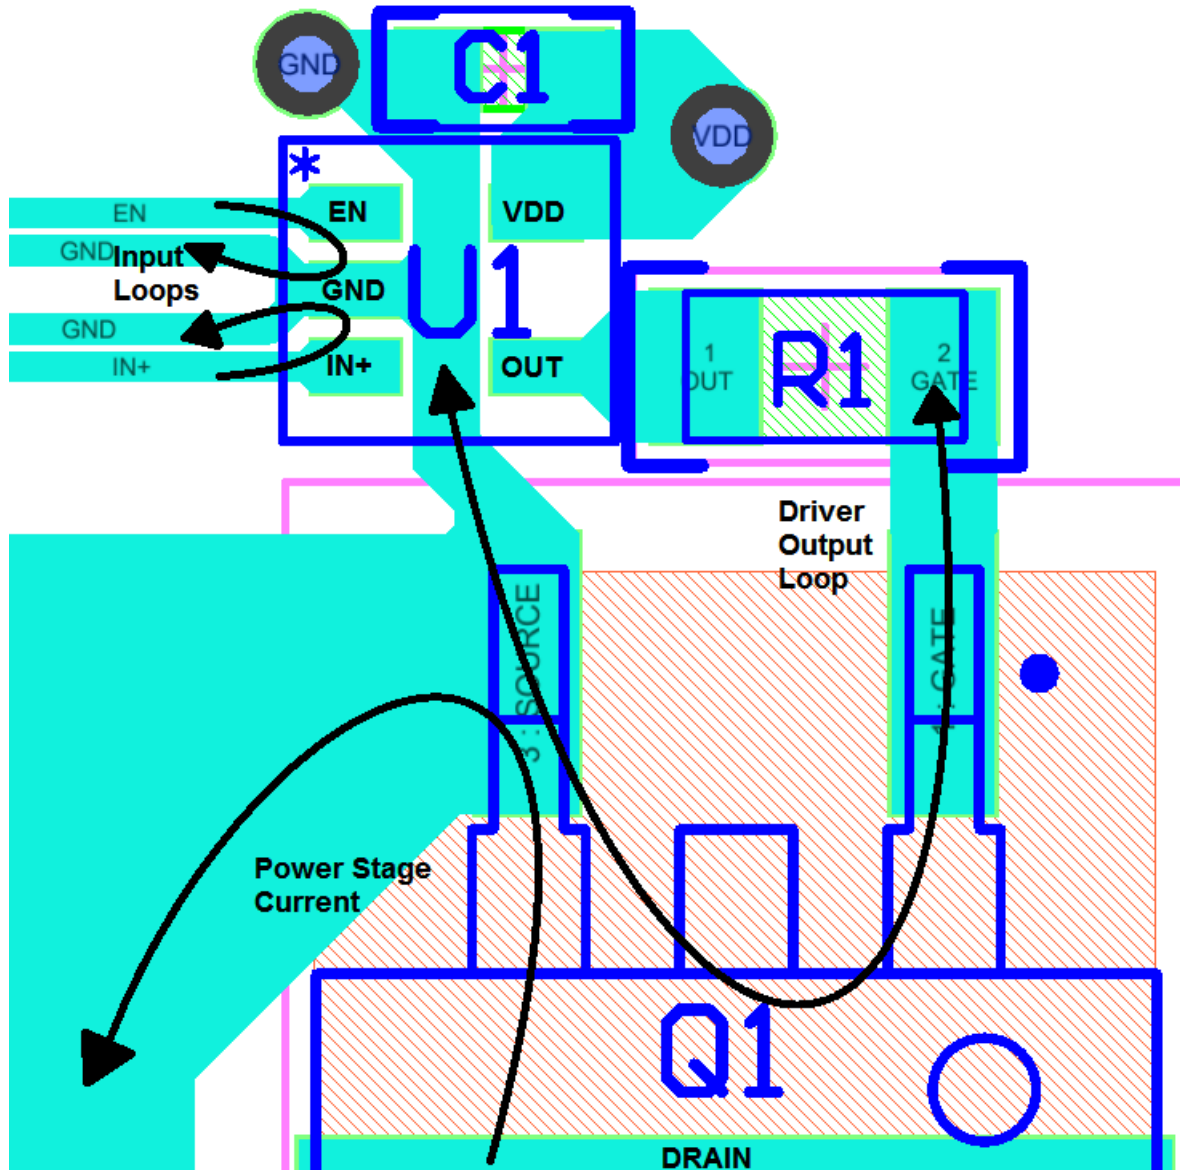 C1
GND
VDD
*
EN
EN
VDD
GND
Input
Loops
GND
U1
GND
IN+
IN+
OUT
1
OUT
R1
2
GATE
Driver
Output
Loop
3 : SOURCE
1 : GATE
Power Stage
Current
Q1
DRAIN